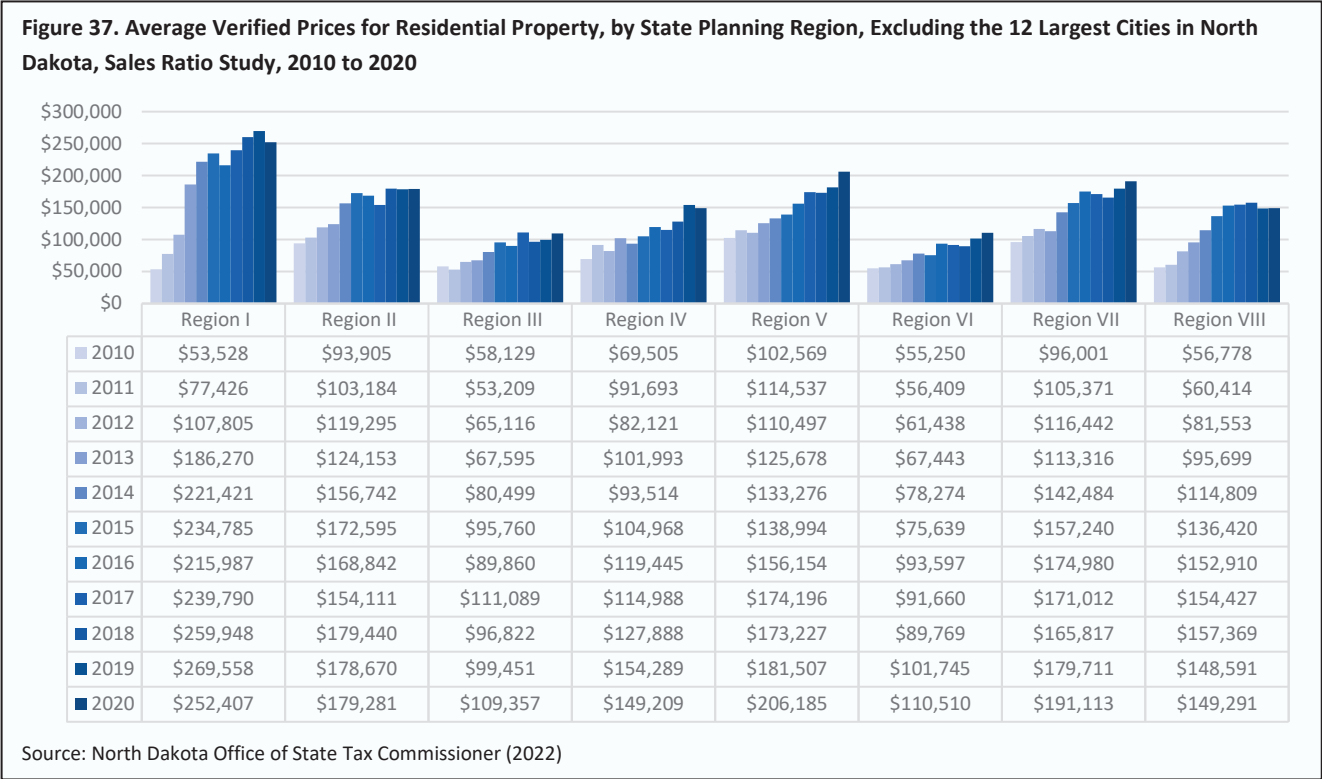 Figure 37. Average Verified Prices for Residential Property, by State Planning Region, Excluding the 12 Largest Cities in North
Dakota, Sales Ratio Study, 2010 to 2020
$300,000
$250,000
$200,000
$150,000
$100,000
$50,000
$0
Region I Region II Region III Region IV Region V Region VI Region VII Region VIII
2010 $53,528 $93,905 $58,129 $69,505 $102,569 $55,250 $96,001 $56,778
2011 $77,426 $103,184 $53,209 $91,693 $114,537 $56,409 $105,371 $60,414
2012 $107,805 $119,295 $65,116 $82,121 $110,497 $61,438 $116,442 $81,553
2013 $186,270 $124,153 $67,595 $101,993 $125,678 $67,443 $113,316 $95,699
2014 $221,421 $156,742 $80,499 $93,514 $133,276 $78,274 $142,484 $114,809
2015 $234,785 $172,595 $95,760 $104,968 $138,994 $75,639 $157,240 $136,420
2016 $215,987 $168,842 $89,860 $119,445 $156,154 $93,597 $174,980 $152,910
2017 $239,790 $154,111 $111,089 $114,988 $174,196 $91,660 $171,012 $154,427
2018 $259,948 $179,440 $96,822 $127,888 $173,227 $89,769 $165,817 $157,369
2019 $269,558 $178,670 $99,451 $154,289 $181,507 $101,745 $179,711 $148,591
2020 $252,407 $179,281 $109,357 $149,209 $206,185 $110,510 $191,113 $149,291
Source: North Dakota Office of State Tax Commissioner (2022)